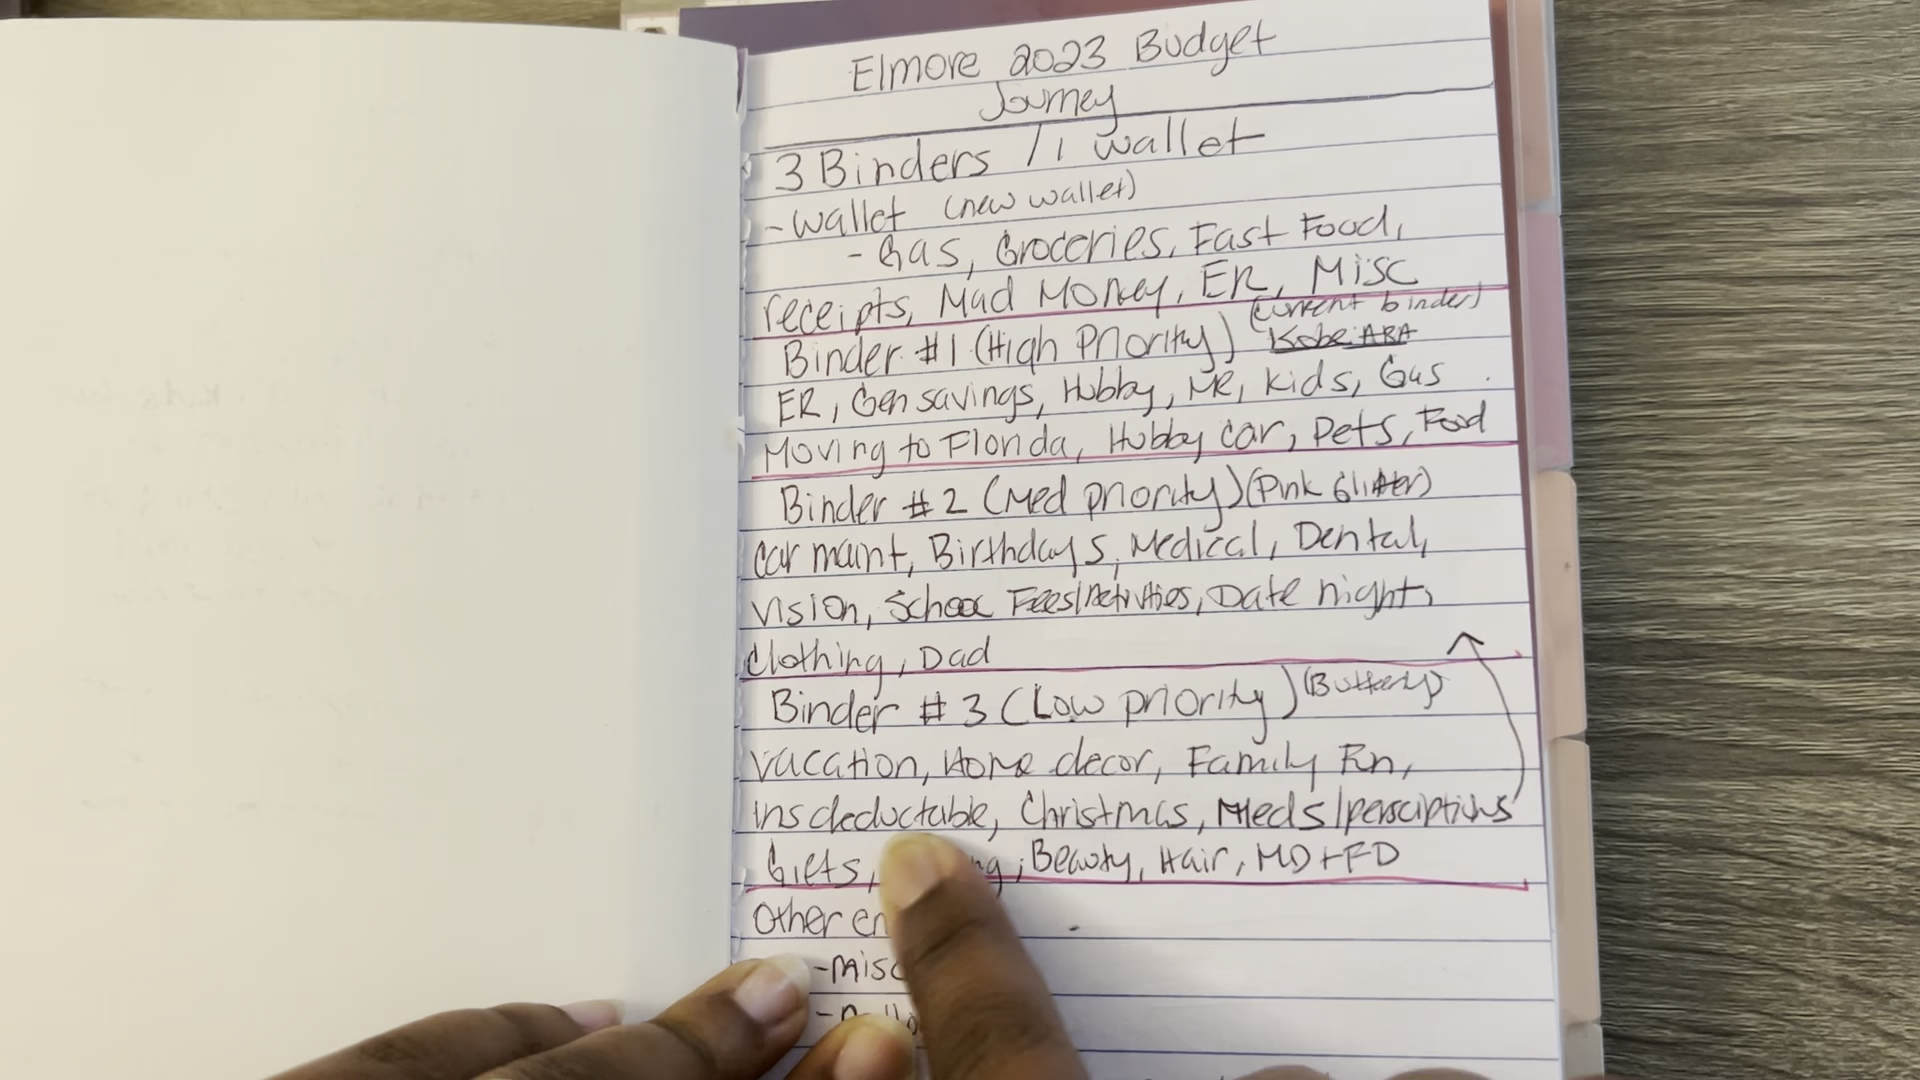 Elmore 2023 Budget
Journey
3 Binders / 1 wallet
- wallet (new wallet)
- Gas, Groceries, Fast Food,
receipts, Mad Money, ER, Misc
Binder #1 (High Priority) (current binder)
Kobe ABA
ER, Gen savings, Hubby, MR, Kids, Gas
Moving to Florida, Hubby car, Pets, Food
Binder #2 (Med priority) (Pink Glitter)
Car maint, Birthdays, Medical, Dental,
vision, School Fees/Activities, Date night,
Clothing, Dad
Binder #3 (Low priority) (Butterfly)
vacation, Home decor, Family Fun,
Ins deductable, Christmas, Meds/persciptions
Gifts, Beauty, Hair, MD+FD
Other
- misc